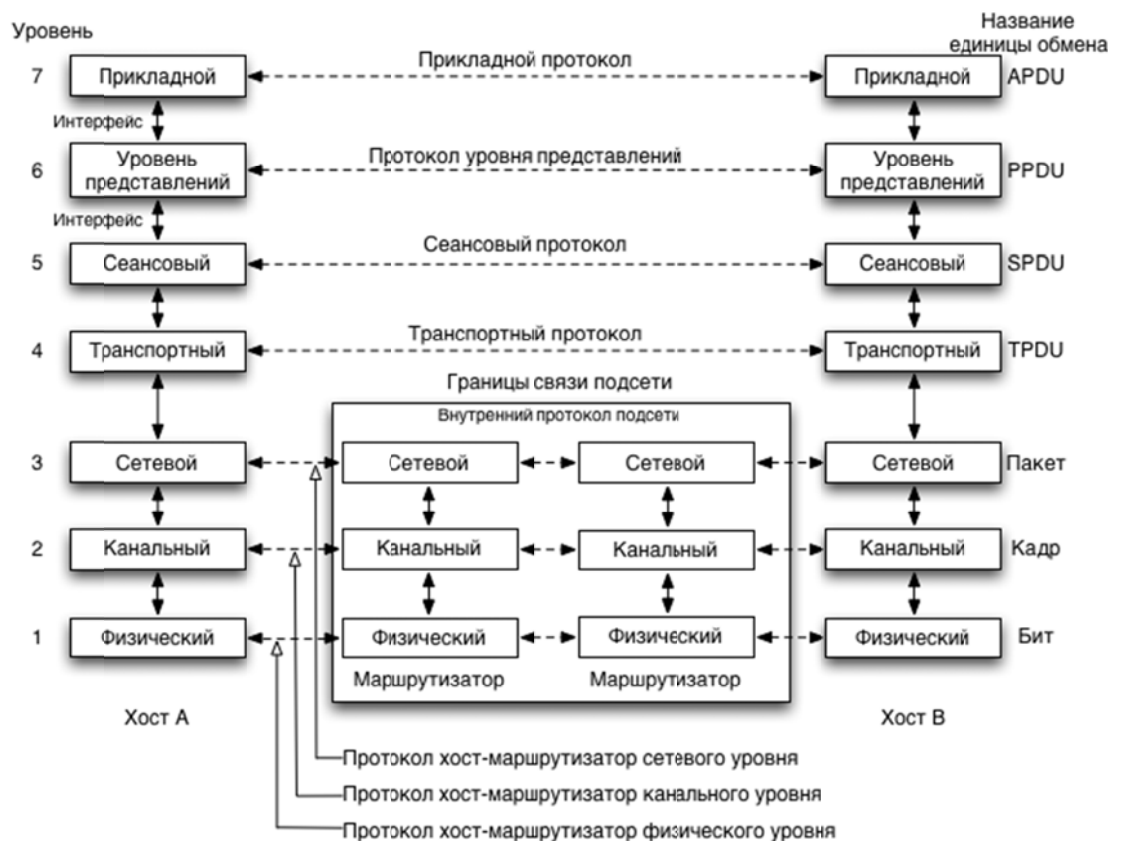 Уровень
Название
единицы обмена
7
Прикладной
Прикладной протокол
Прикладной
APDU
Интерфейс
6
Уровень
представлений
Протокол уровня представлений
Уровень
представлений
PPDU
Интерфейс
5
Сеансовый
Сеансовый протокол
Сеансовый
SPDU
4
Транспортный
Транспортный протокол
Транспортный
TPDU
Границы связи подсети
Внутренний протокол подсети
3
Сетевой
Сетевой
Сетевой
Сетевой
Пакет
2
Канальный
Канальный
Канальный
Канальный
Кадр
1
Физический
Физический
Физический
Физический
Бит
Маршрутизатор
Маршрутизатор
Хост A
Хост B
Протокол хост-маршрутизатор сетевого уровня
Протокол хост-маршрутизатор канального уровня
Протокол хост-маршрутизатор физического уровня